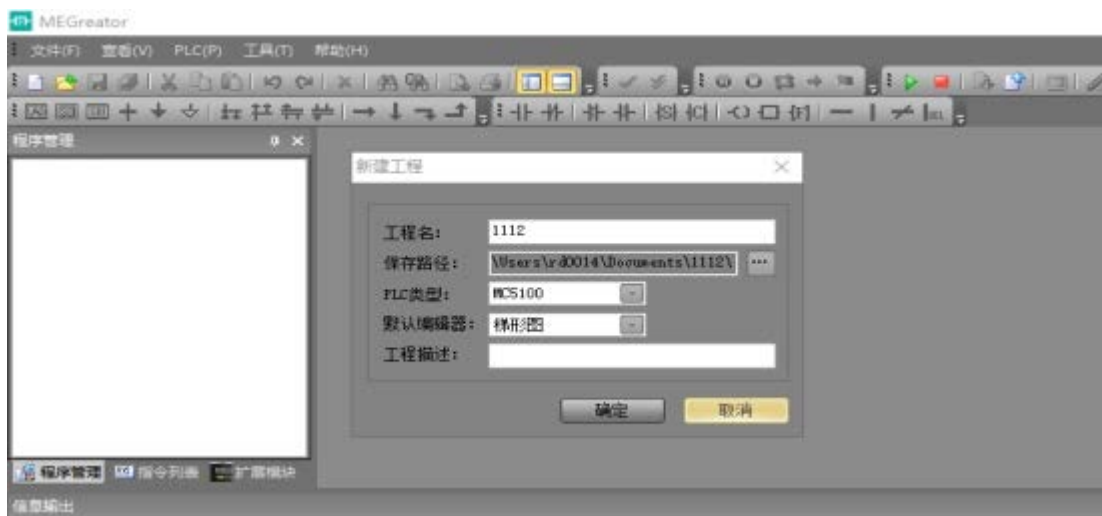 MEGreator
文件(F) 查看(V) PLC(P) 工具(T) 帮助(H)
程序管理
新建工程
工程名: 1112
保存路径: \Users\rd0014\Documents\1112\ ...
PLC类型: MC5100
默认编辑器: 梯形图
工程描述:
确定 取消
程序管理 指令列表 扩展模块
信息输出